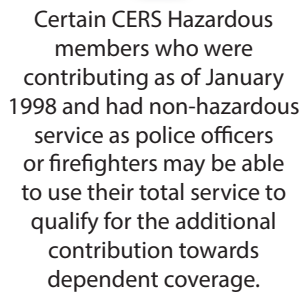 Certain CERS Hazardous
members who were
contributing as of January
1998 and had non-hazardous
service as police officers
or firefighters may be able
to use their total service to
qualify for the additional
contribution towards
dependent coverage.